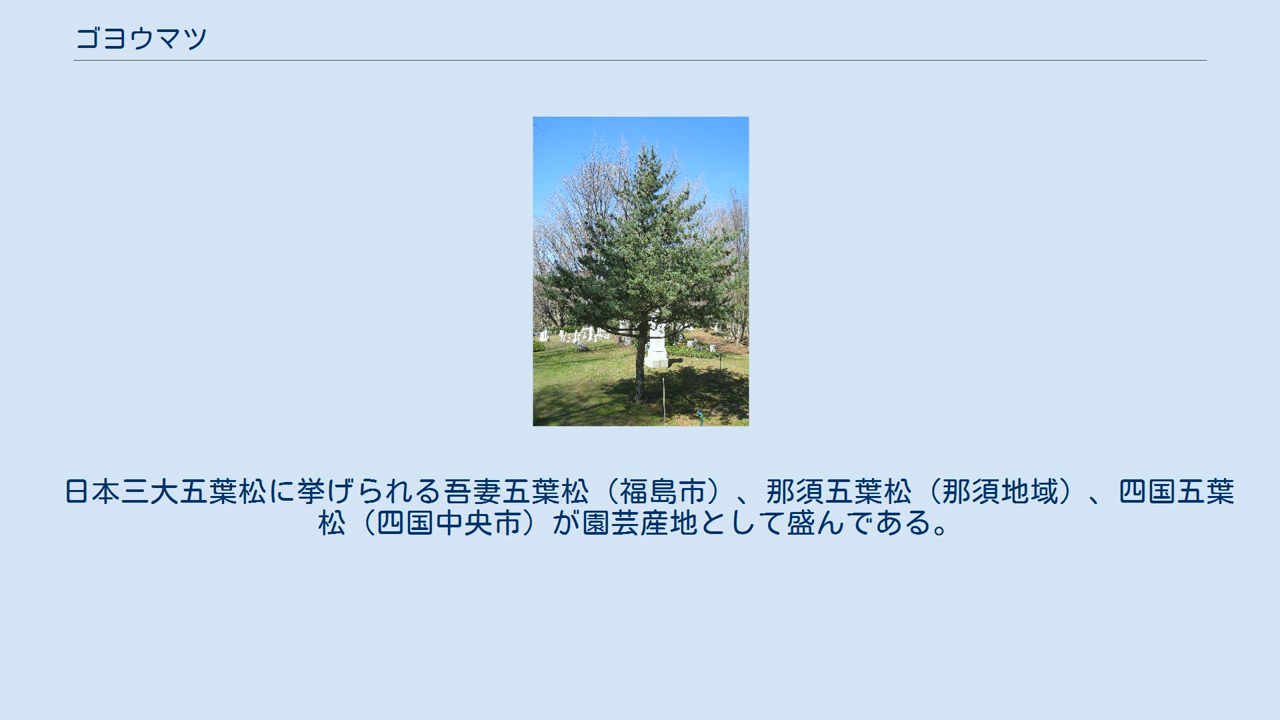 ゴヨウマツ
日本三大五葉松に挙げられる吾妻五葉松（福島市）、那須五葉松（那須地域）、四国五葉
松（四国中央市）が園芸産地として盛んである。